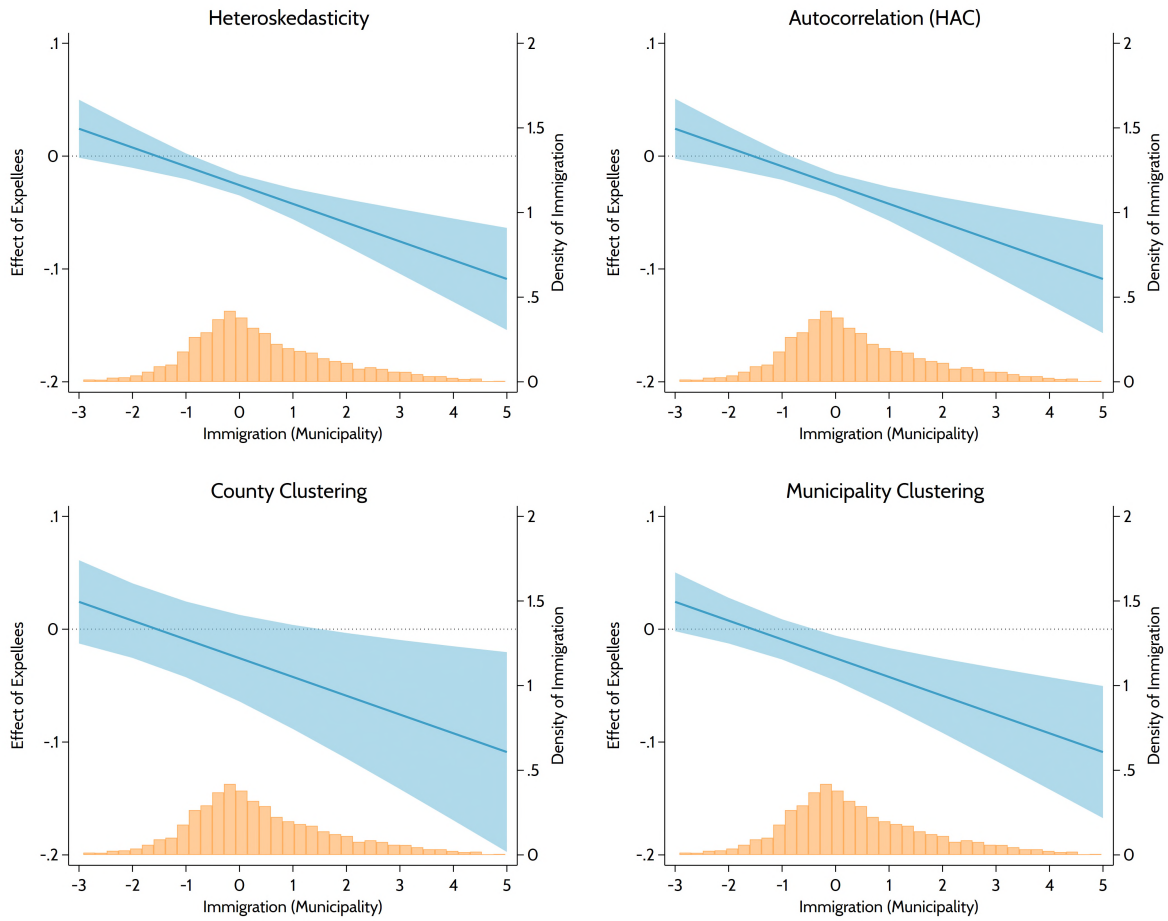 Heteroskedasticity
.1
0
-.1
-.2
Effect of Expellees
2
1.5
1
.5
0
Density of Immigration
-3 -2 -1 0 1 2 3 4 5
Immigration (Municipality)
Autocorrelation (HAC)
.1
0
-.1
-.2
Effect of Expellees
2
1.5
1
.5
0
Density of Immigration
-3 -2 -1 0 1 2 3 4 5
Immigration (Municipality)
County Clustering
.1
0
-.1
-.2
Effect of Expellees
2
1.5
1
.5
0
Density of Immigration
-3 -2 -1 0 1 2 3 4 5
Immigration (Municipality)
Municipality Clustering
.1
0
-.1
-.2
Effect of Expellees
2
1.5
1
.5
0
Density of Immigration
-3 -2 -1 0 1 2 3 4 5
Immigration (Municipality)